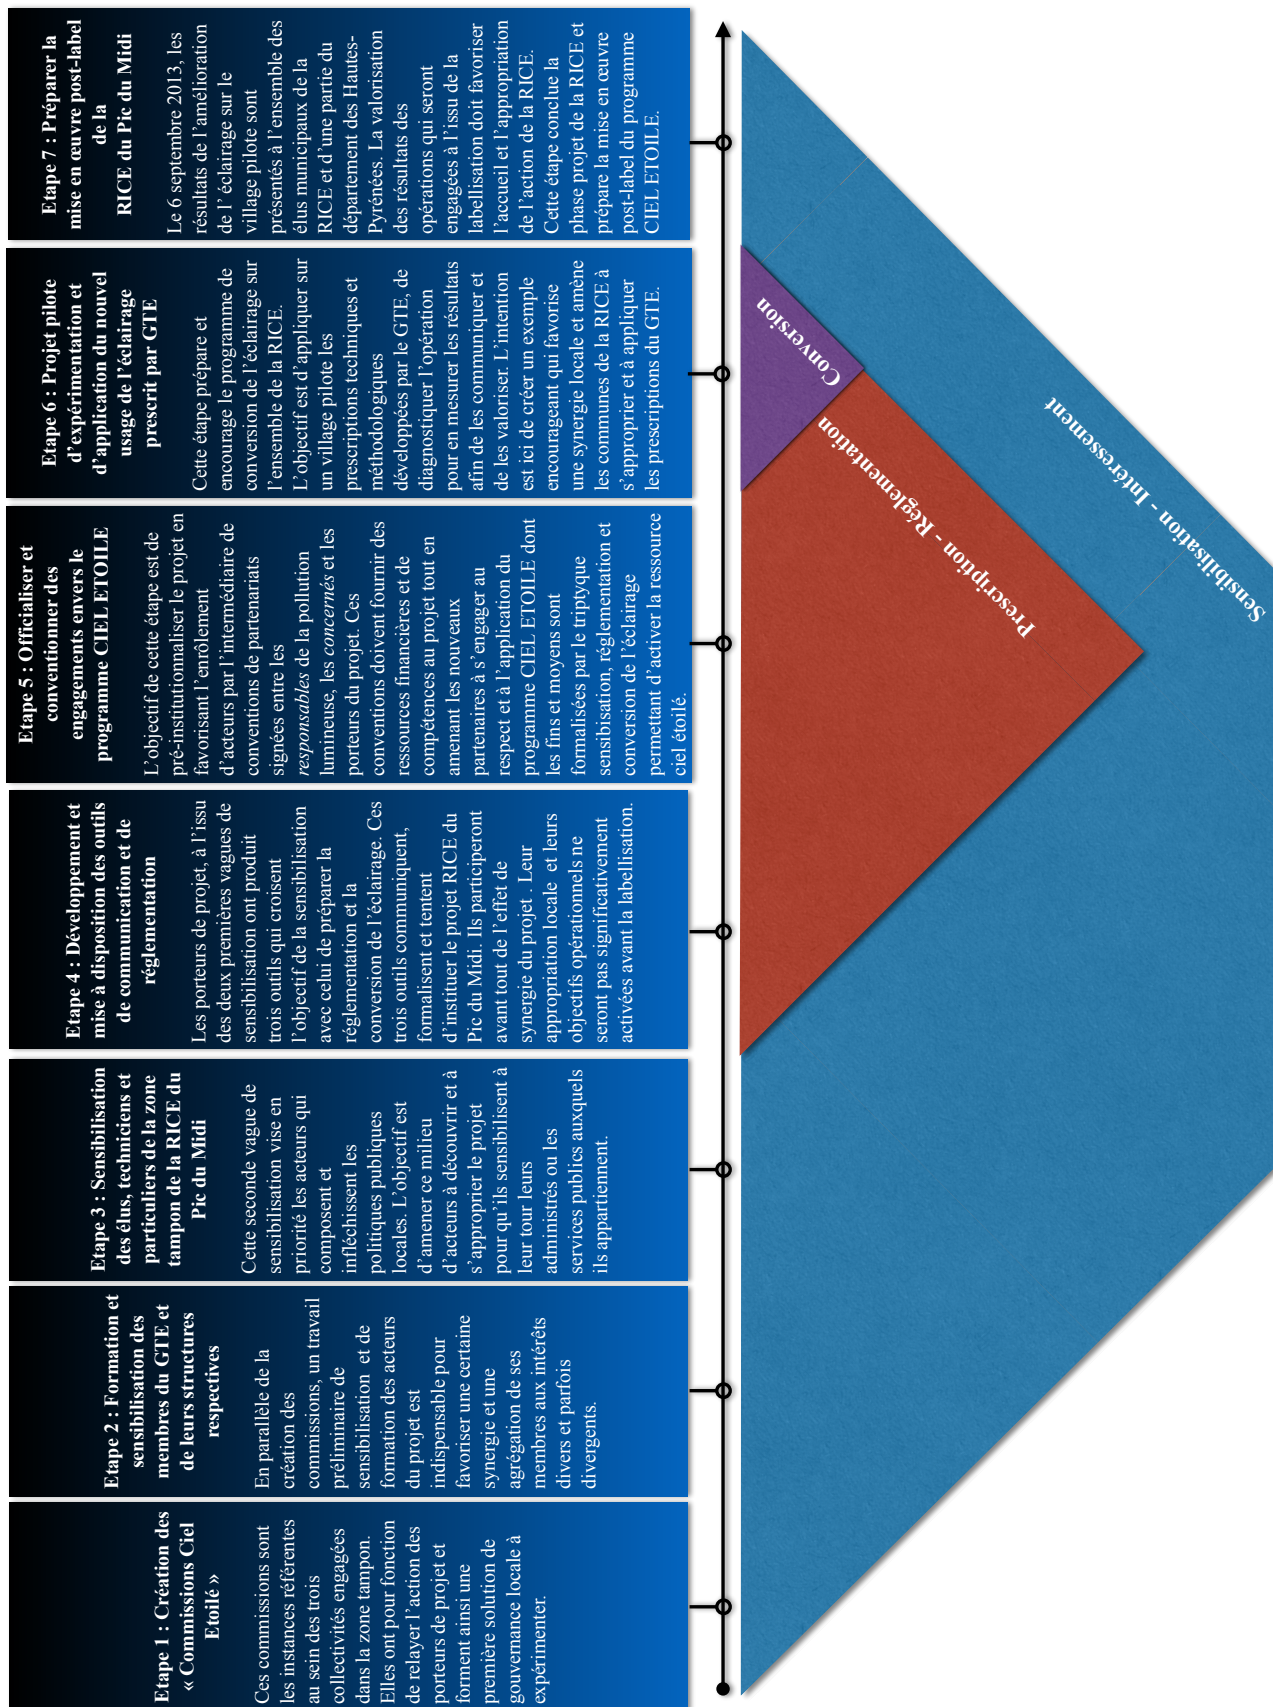 Etape 1 : Création des
« Commissions Ciel
Etoilé »
Ces commissions sont
les instances référentes
au sein des trois
collectivités engagées
dans la zone tampon.
Elles ont pour fonction
de relayer l’action des
porteurs de projet et
forment ainsi une
première solution de
gouvernance locale à
expérimenter.
Etape 2 : Formation et
sensibilisation des
membres du GTE et
de leurs structures
respectives
En parallèle de la
création des
commissions, un travail
préliminaire de
sensibilisation et de
formation des acteurs
du projet est
indispensable pour
favoriser une certaine
synergie et une
agrégation de ses
membres aux intérêts
divers et parfois
divergents.
Etape 3 : Sensibilisation
des élus, techniciens et
particuliers de la zone
tampon de la RICE du
Pic du Midi
Cette seconde vague de
sensibilisation vise en
priorité les acteurs qui
composent et
infléchissent les
politiques publiques
locales. L’objectif est
d’amener ce milieu
d’acteurs à découvrir et à
s’approprier le projet
pour qu’ils sensibilisent à
leur tour leurs
administrés ou les
services publics auxquels
ils appartiennent.
Etape 4 : Développement et
mise à disposition des outils
de communication et de
réglementation
Les porteurs de projet, à l’issu
des deux premières vagues de
sensibilisation ont produit
trois outils qui croisent
l’objectif de la sensibilisation
avec celui de préparer la
réglementation et la
conversion de l’éclairage. Ces
trois outils communiquent,
formalisent et tentent
d’instituer le projet RICE du
Pic du Midi. Ils participeront
avant tout de l’effet de
synergie du projet . Leur
appropriation locale et leurs
objectifs opérationnels ne
seront pas significativement
activées avant la labellisation.
Etape 5 : Officialiser et
conventionner des
engagements envers le
programme CIEL ETOILE
L’objectif de cette étape est de
pré-institutionnaliser le projet en
favorisant l’enrôlement
d’acteurs par l’intermédiaire de
conventions de partenariats
signées entre les
responsables de la pollution
lumineuse, les concernés et les
porteurs du projet. Ces
conventions doivent fournir des
ressources financières et de
compétences au projet tout en
amenant les nouveaux
partenaires à s’engager au
respect et à l’application du
programme CIEL ETOILE dont
les fins et moyens sont
formalisées par le triptyque
sensibisation, réglementation et
conversion de l’éclairage
permettant d’activer la ressource
ciel étoilé.
Etape 6 : Projet pilote
d’expérimentation et
d’application du nouvel
usage de l’éclairage
prescrit par GTE
Cette étape prépare et
encourage le programme de
conversion de l’éclairage sur
l’ensemble de la RICE.
L’objectif est d’appliquer sur
un village pilote les
prescriptions techniques et
méthodologiques
développées par le GTE, de
diagnostiquer l’opération
pour en mesurer les résultats
afin de les communiquer et
de les valoriser. L’intention
est ici de créer un exemple
encourageant qui favorise
une synergie locale et amène
les communes de la RICE à
s’approprier et à appliquer
les prescriptions du GTE.
Etape 7 : Préparer la
mise en œuvre post-label
de la
RICE du Pic du Midi
Le 6 septembre 2013, les
résultats de l’amélioration
de l’ éclairage sur le
village pilote sont
présentés à l’ensemble des
élus municipaux de la
RICE et d’une partie du
département des Hautes-
Pyrénées. La valorisation
des résultats des
opérations qui seront
engagées à l’issu de la
labellisation doit favoriser
l’accueil et l’appropriation
de l’action de la RICE.
Cette étape conclue la
phase projet de la RICE et
prépare la mise en œuvre
post-label du programme
CIEL ETOILE.
Conversion
Prescription - Réglementation
Sensibilisation - Intéressement